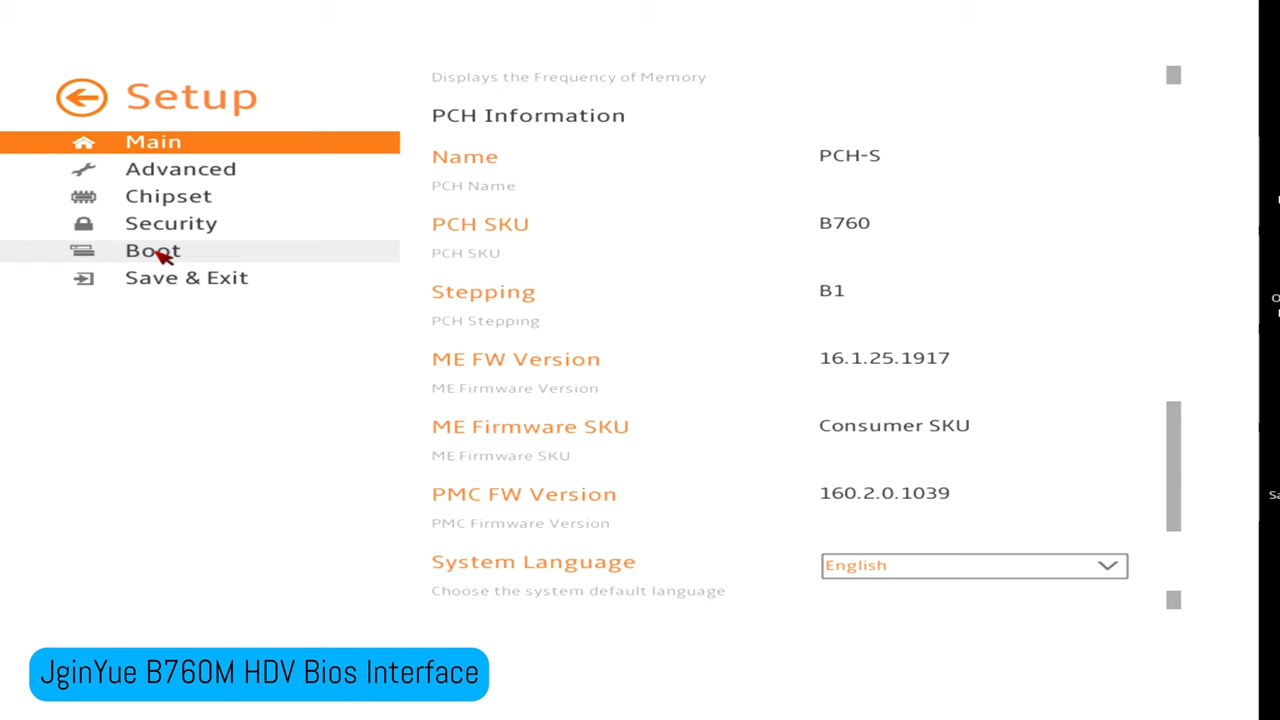 Setup
Main
Advanced
Chipset
Security
Boot
Save & Exit
Displays the Frequency of Memory
PCH Information
Name PCH-S
PCH Name
PCH SKU B760
PCH SKU
Stepping B1
PCH Stepping
ME FW Version 16.1.25.1917
ME Firmware Version
ME Firmware SKU Consumer SKU
ME Firmware SKU
PMC FW Version 160.2.0.1039
PMC Firmware Version
System Language English
Choose the system default language
JginYue B760M HDV Bios Interface